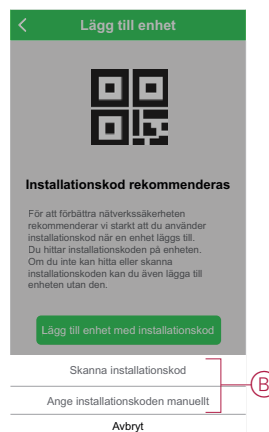 Lägg till enhet
Installationskod rekommenderas
För att förbättra nätverkssäkerheten
rekommenderar vi starkt att du använder
installationskod när en enhet läggs till.
Du hittar installationskoden på enheten.
Om du inte kan hitta eller skanna
installationskoden kan du även lägga till
enheten utan den.
Lägg till enhet med installationskod
Skanna installationskod
B
Ange installationskoden manuellt
Avbryt